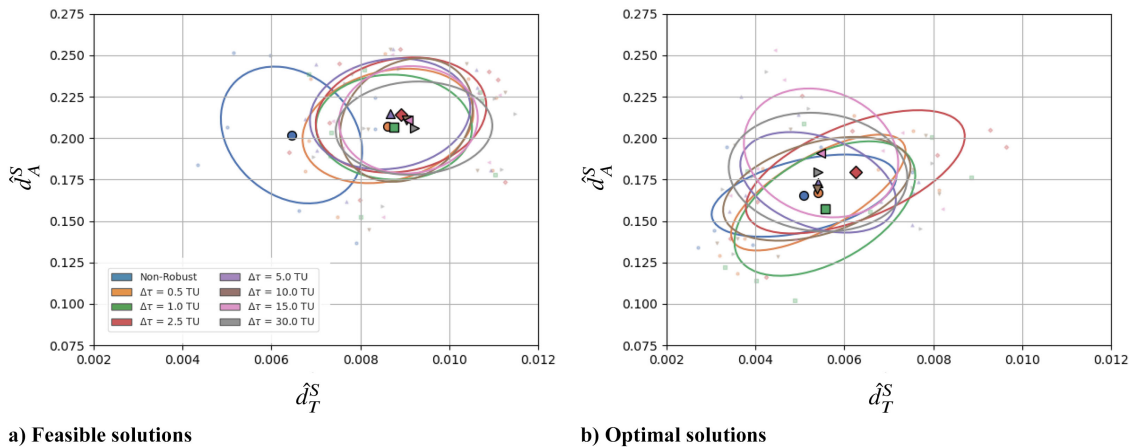 0.275
0.250
0.225
0.200
0.175
0.150
0.125
0.100
0.075
d̂_A^S
Non-Robust
Δτ = 0.5 TU
Δτ = 1.0 TU
Δτ = 2.5 TU
Δτ = 5.0 TU
Δτ = 10.0 TU
Δτ = 15.0 TU
Δτ = 30.0 TU
0.002 0.004 0.006 0.008 0.010 0.012
d̂_T^S
a) Feasible solutions
0.275
0.250
0.225
0.200
0.175
0.150
0.125
0.100
0.075
d̂_A^S
0.002 0.004 0.006 0.008 0.010 0.012
d̂_T^S
b) Optimal solutions